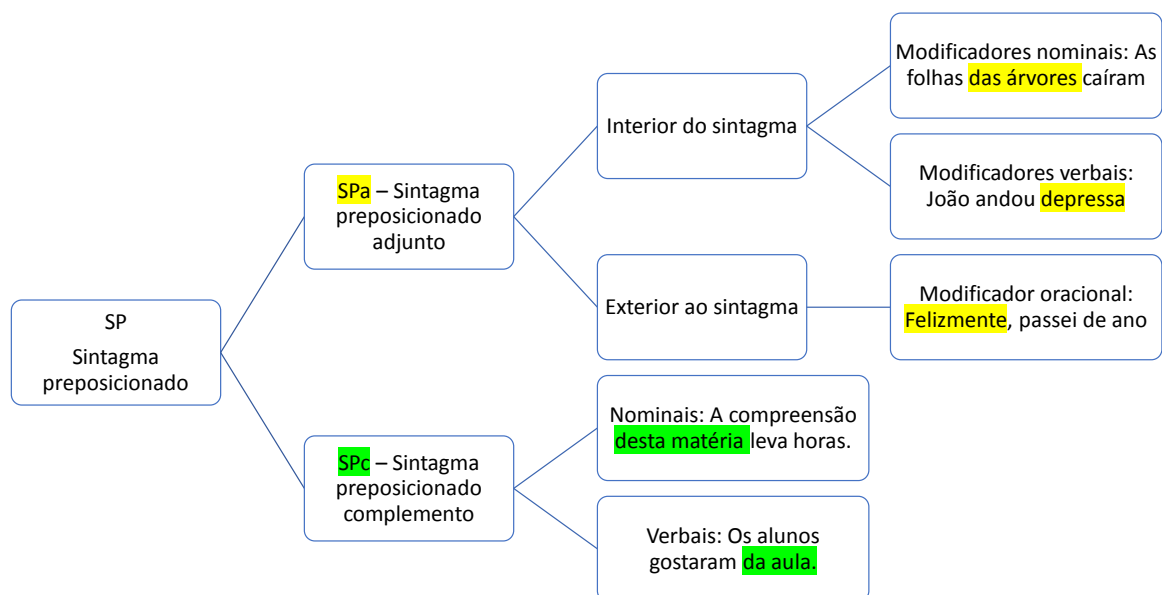 SP
Sintagma
preposicionado
SPa – Sintagma
preposicionado
adjunto
Interior do sintagma
Modificadores nominais: As
folhas das árvores caíram
Modificadores verbais:
João andou depressa
Exterior ao sintagma
Modificador oracional:
Felizmente, passei de ano
SPc – Sintagma
preposicionado
complemento
Nominais: A compreensão
desta matéria leva horas.
Verbais: Os alunos
gostaram da aula.